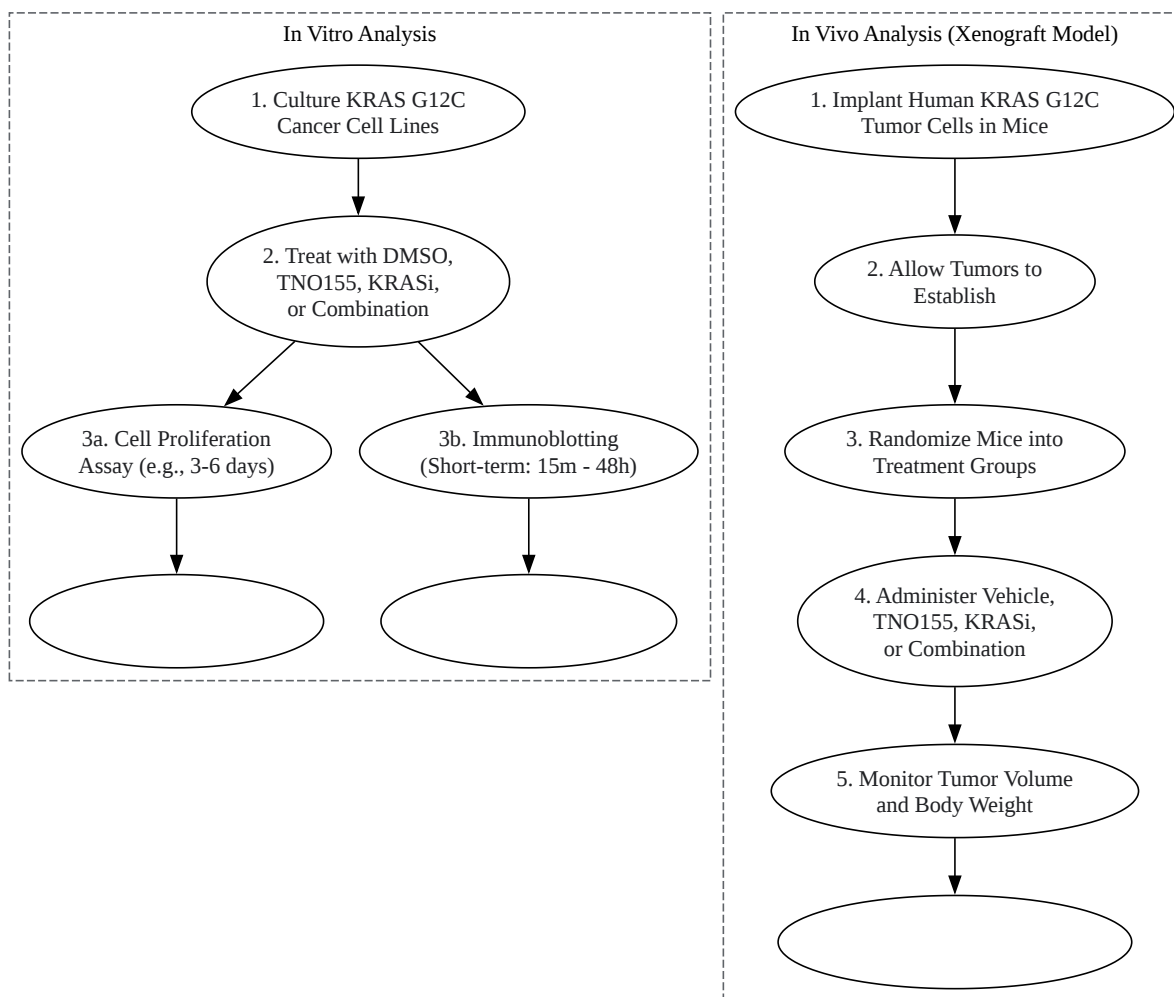 In Vitro Analysis
1. Culture KRAS G12C
Cancer Cell Lines
2. Treat with DMSO,
TNO155, KRASi,
or Combination
3a. Cell Proliferation
Assay (e.g., 3-6 days)
3b. Immunoblotting
(Short-term: 15m - 48h)
In Vivo Analysis (Xenograft Model)
1. Implant Human KRAS G12C
Tumor Cells in Mice
2. Allow Tumors to
Establish
3. Randomize Mice into
Treatment Groups
4. Administer Vehicle,
TNO155, KRASi,
or Combination
5. Monitor Tumor Volume
and Body Weight